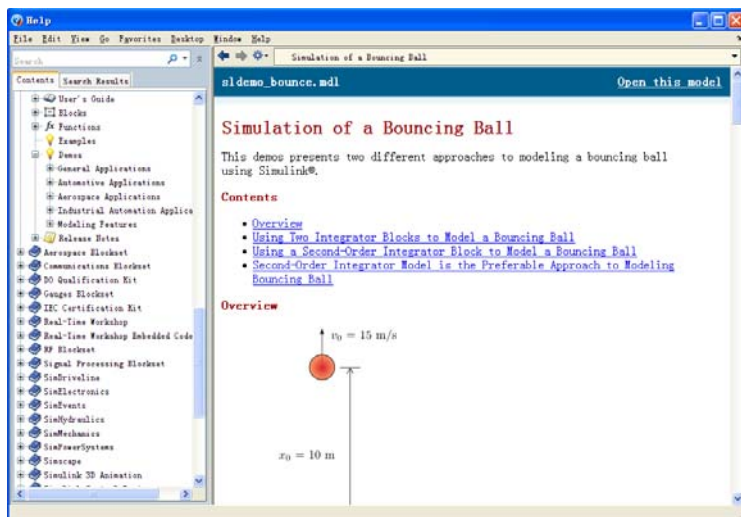 Help
File Edit View Go Favorites Desktop Window Help
Search
Simulation of a Bouncing Ball
Contents Search Results
sldemo_bounce.mdl
Open this model
User's Guide
Blocks
fx Functions
Examples
Demos
General Applications
Automotive Applications
Aerospace Applications
Industrial Automation Applica
Modeling Features
Release Notes
Aerospace Blockset
Communications Blockset
DO Qualification Kit
Gauges Blockset
IEC Certification Kit
Real-Time Workshop
Real-Time Workshop Embedded Code
RF Blockset
Signal Processing Blockset
SimDriveline
SimElectronics
SimEvents
SimHydraulics
SimMechanics
SimPowerSystems
Simscape
Simulink 3D Animation
Simulation of a Bouncing Ball
This demos presents two different approaches to modeling a bouncing ball
using Simulink®.
Contents
• Overview
• Using Two Integrator Blocks to Model a Bouncing Ball
• Using a Second-Order Integrator Block to Model a Bouncing Ball
• Second-Order Integrator Model is the Preferable Approach to Modeling
Bouncing Ball
Overview
v₀ = 15 m/s
x₀ = 10 m